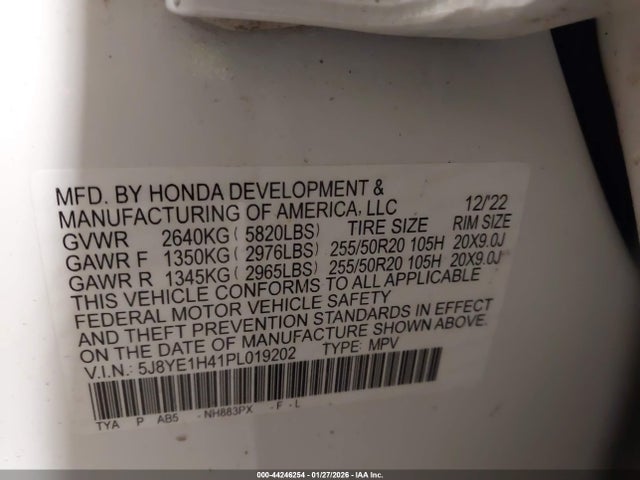 MFD. BY HONDA DEVELOPMENT &
MANUFACTURING OF AMERICA, LLC 12/'22
GVWR 2640KG ( 5820LBS) TIRE SIZE RIM SIZE
GAWR F 1350KG ( 2976LBS) 255/50R20 105H 20X9.0J
GAWR R 1345KG ( 2965LBS) 255/50R20 105H 20X9.0J
THIS VEHICLE CONFORMS TO ALL APPLICABLE
FEDERAL MOTOR VEHICLE SAFETY
AND THEFT PREVENTION STANDARDS IN EFFECT
ON THE DATE OF MANUFACTURE SHOWN ABOVE.
V.I.N.: 5J8YE1H41PL019202 TYPE: MPV
TYA P AB5 - NH883PX - F - L
000-44246254 | 01/27/2026 | IAA Inc.